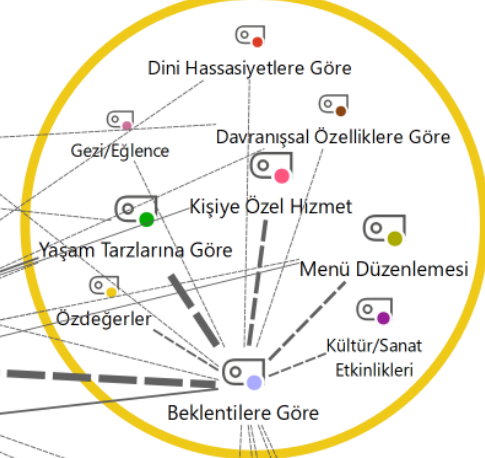 Dini Hassasiyetlere Göre
Davranışsal Özelliklere Göre
Gezi/Eğlence
Kişiye Özel Hizmet
Yaşam Tarzlarına Göre
Menü Düzenlemesi
Özdeğerler
Kültür/Sanat
Etkinlikleri
Beklentilere Göre